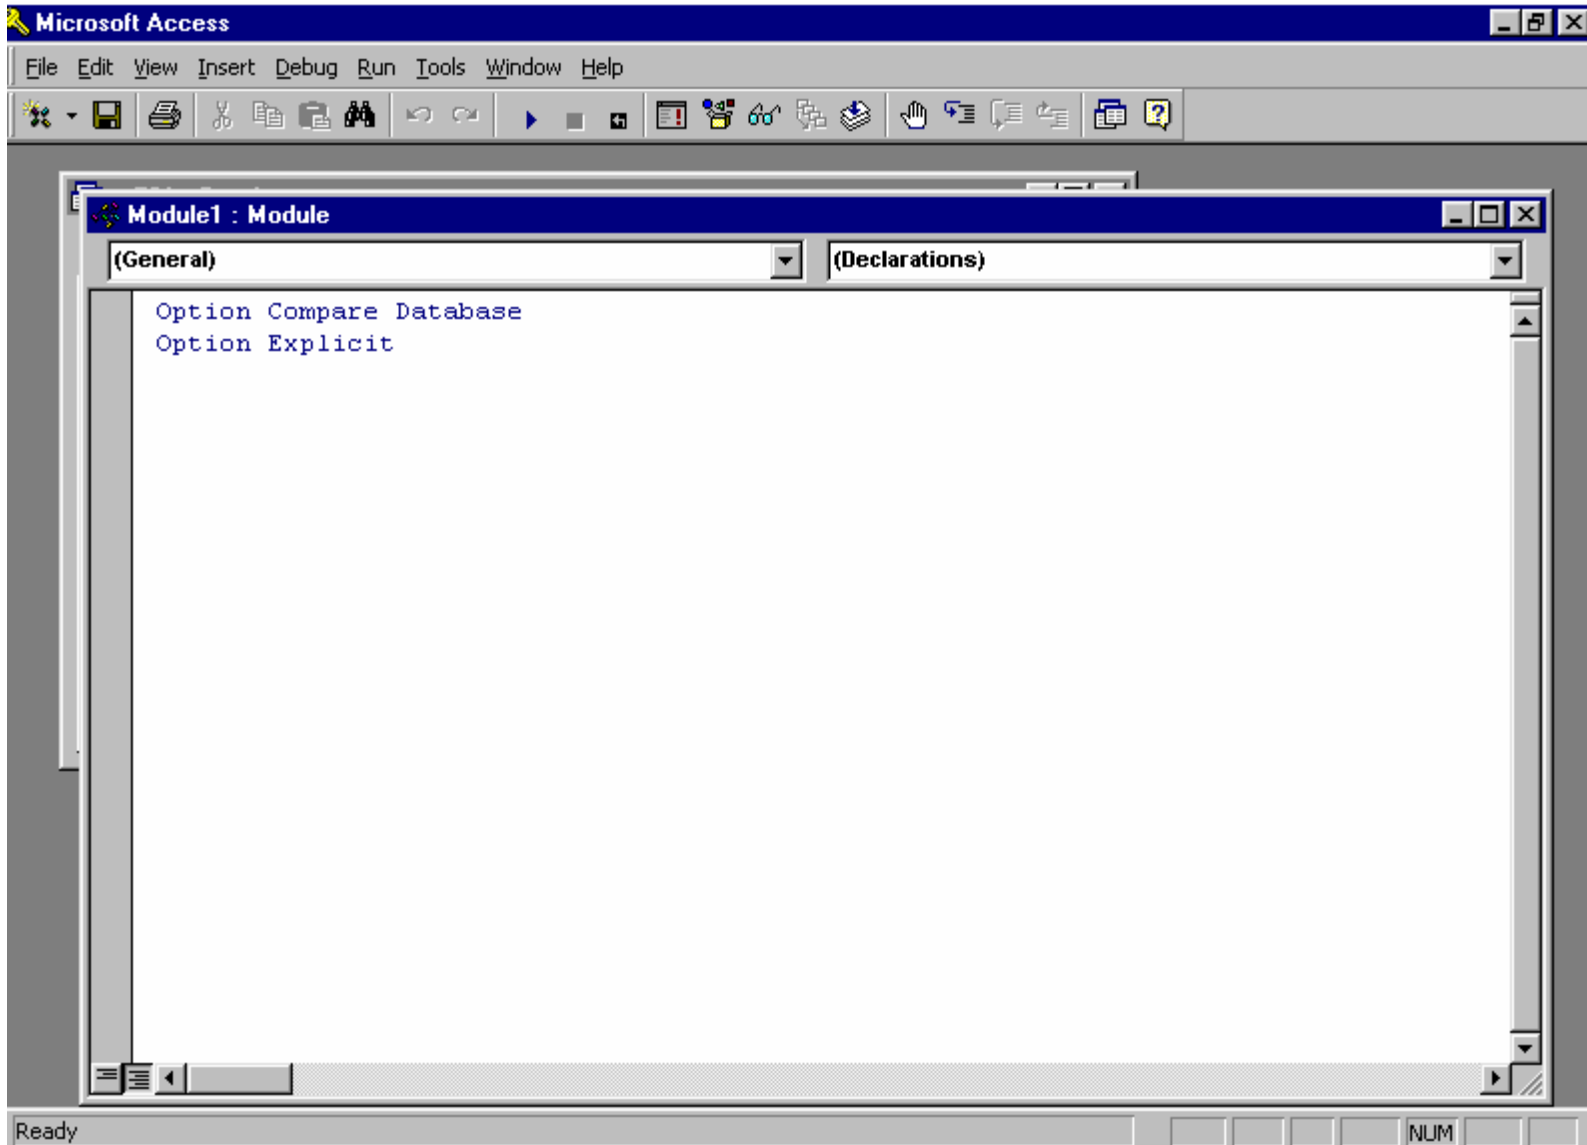 Microsoft Access
File Edit View Insert Debug Run Tools Window Help
Module1 : Module
(General) (Declarations)
Option Compare Database
Option Explicit
Ready NUM